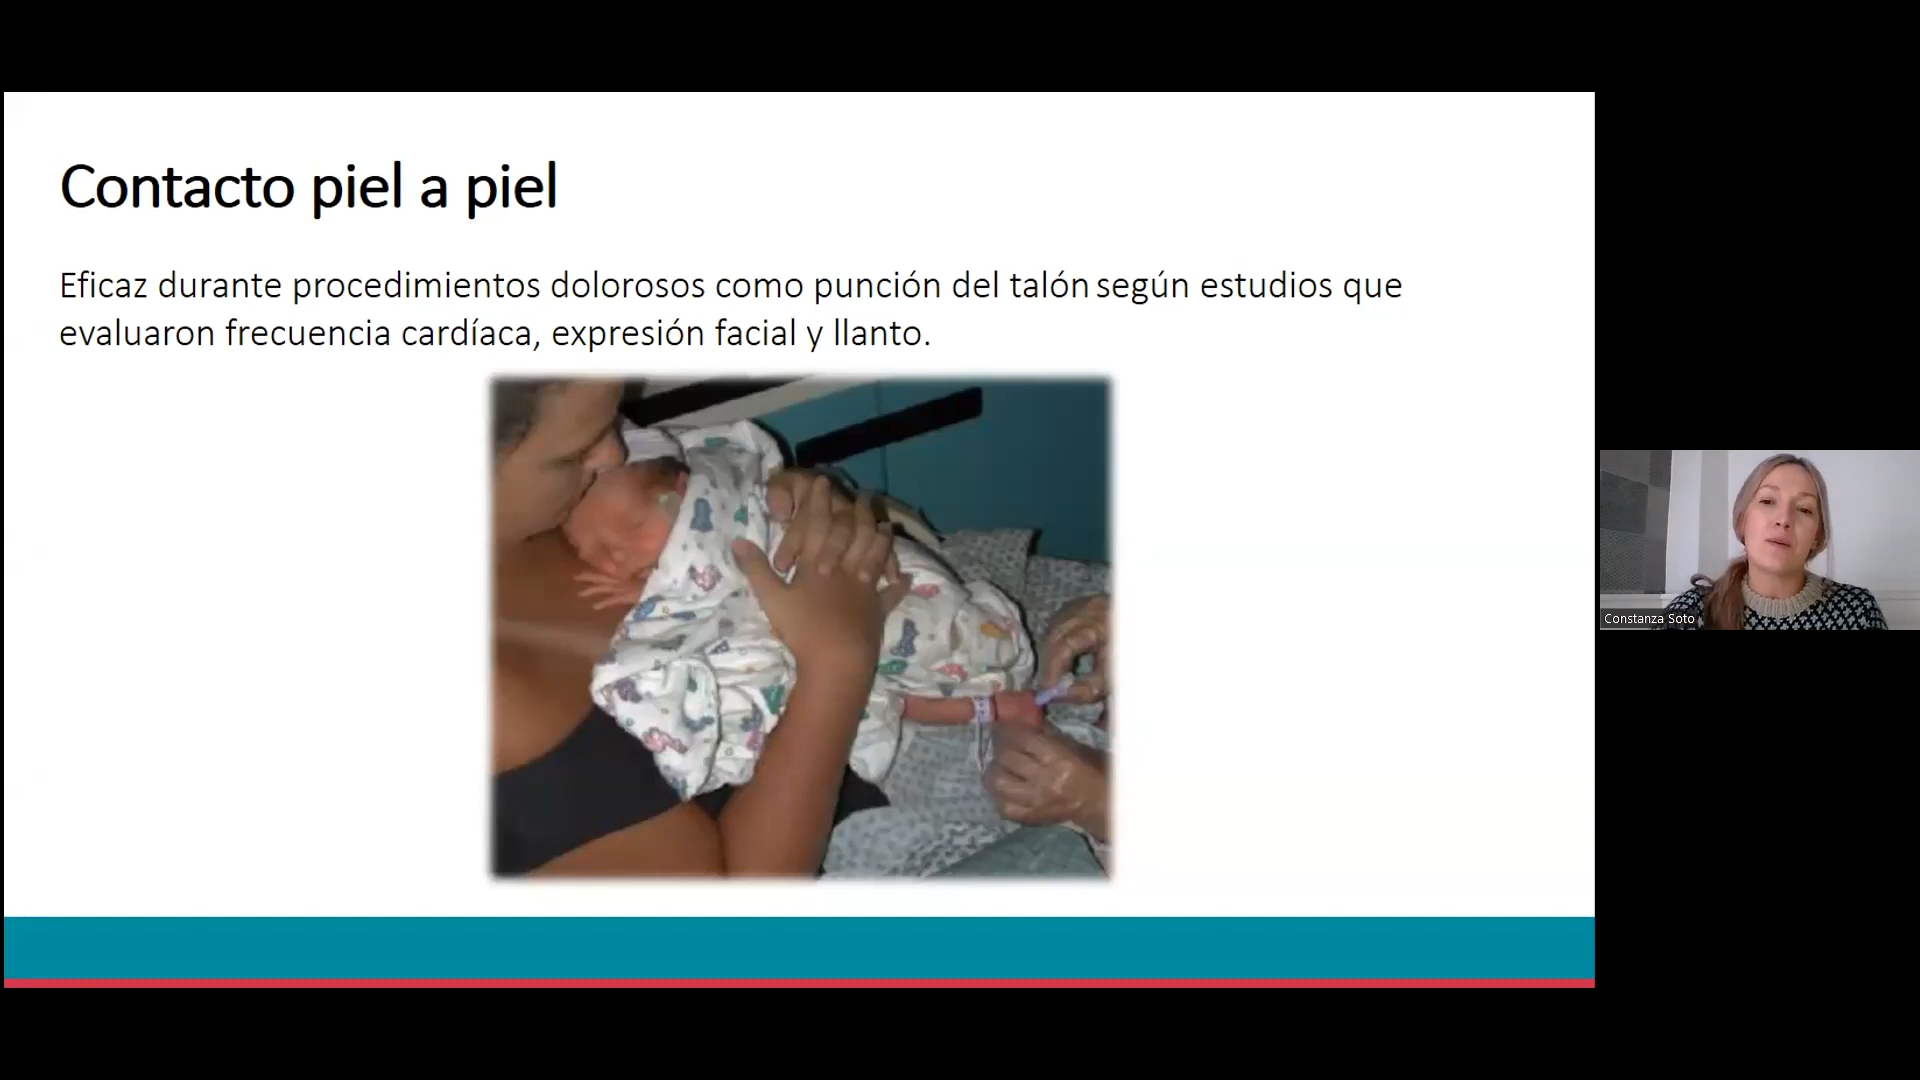 Contacto piel a piel
Eficaz durante procedimientos dolorosos como punción del talón según estudios que
evaluaron frecuencia cardíaca, expresión facial y llanto.
Constanza Soto